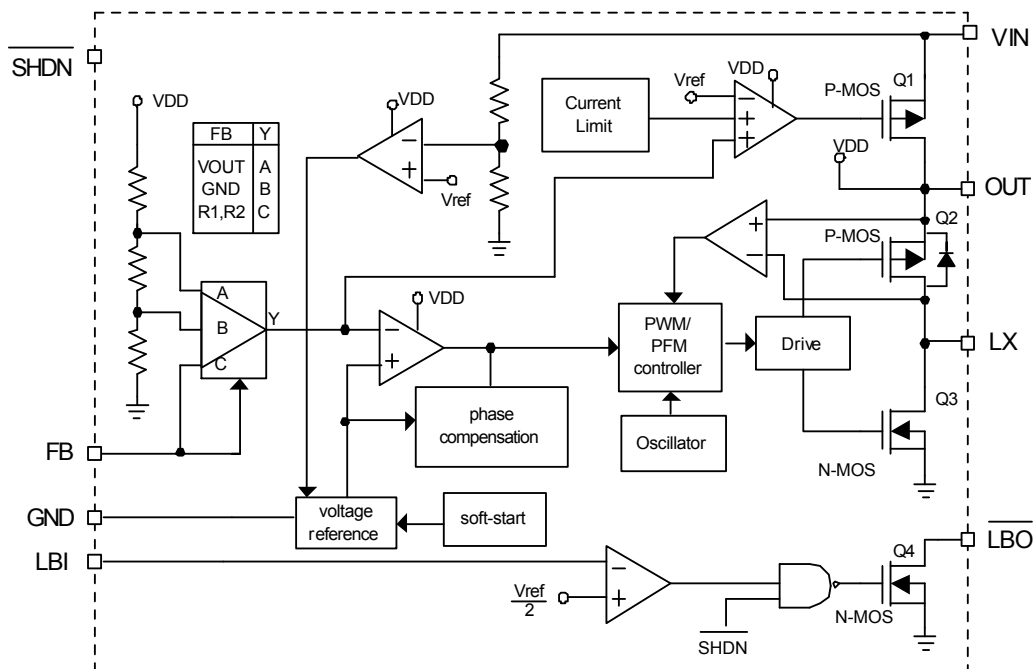 VIN
SHDN
Q1
VDD
VDD
Vref
P-MOS
Current
Limit
VDD
FB Y
VOUT A
GND B
R1,R2 C
VDD
Vref
OUT
Q2
P-MOS
A
B
C
Y
VDD
PWM/
PFM
controller
Drive
LX
Q3
phase
compensation
Oscillator
FB
N-MOS
GND
voltage
reference
soft-start
LBI
LBO
Q4
Vref
2
SHDN
N-MOS